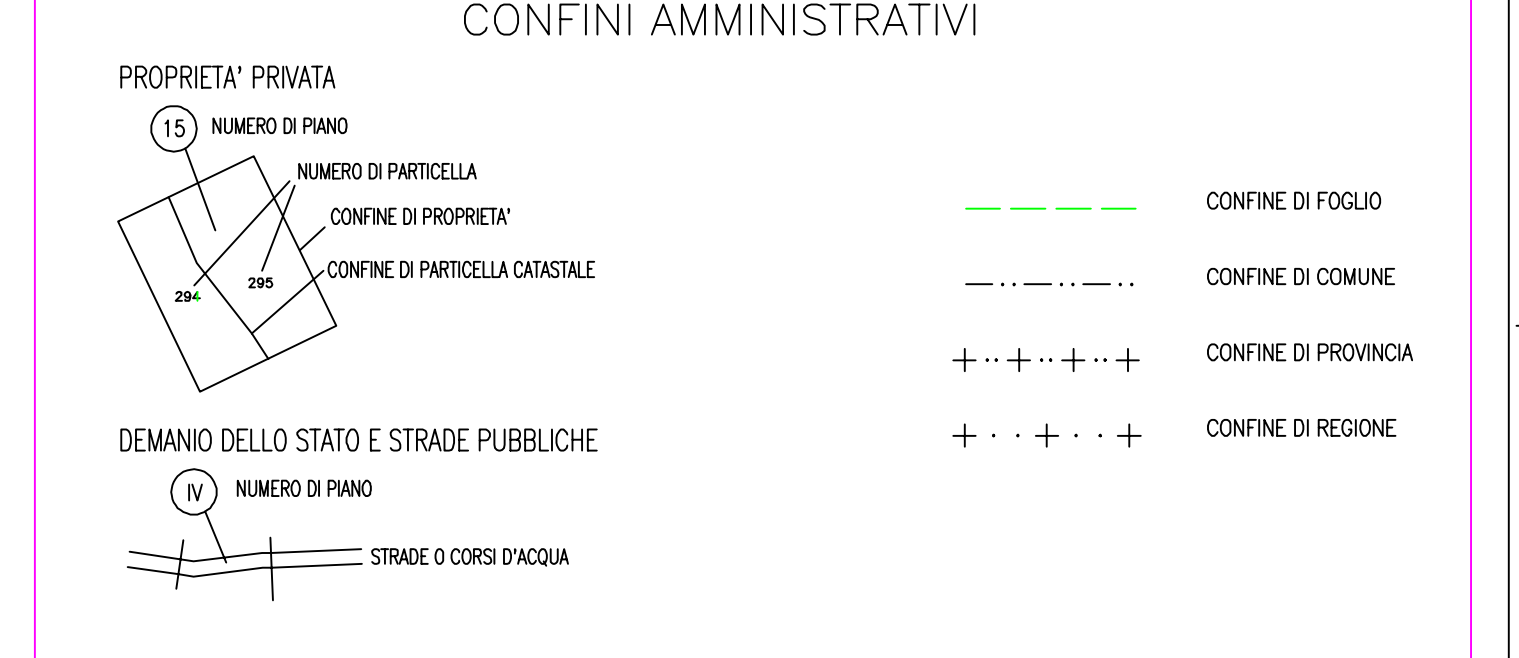 CONFINI AMMINISTRATIVI
PROPRIETA' PRIVATA
15 NUMERO DI PIANO
NUMERO DI PARTICELLA
CONFINE DI PROPRIETA'
CONFINE DI PARTICELLA CATASTALE
294
295
DEMANIO DELLO STATO E STRADE PUBBLICHE
IV NUMERO DI PIANO
STRADE O CORSI D'ACQUA
CONFINE DI FOGLIO
CONFINE DI COMUNE
CONFINE DI PROVINCIA
CONFINE DI REGIONE